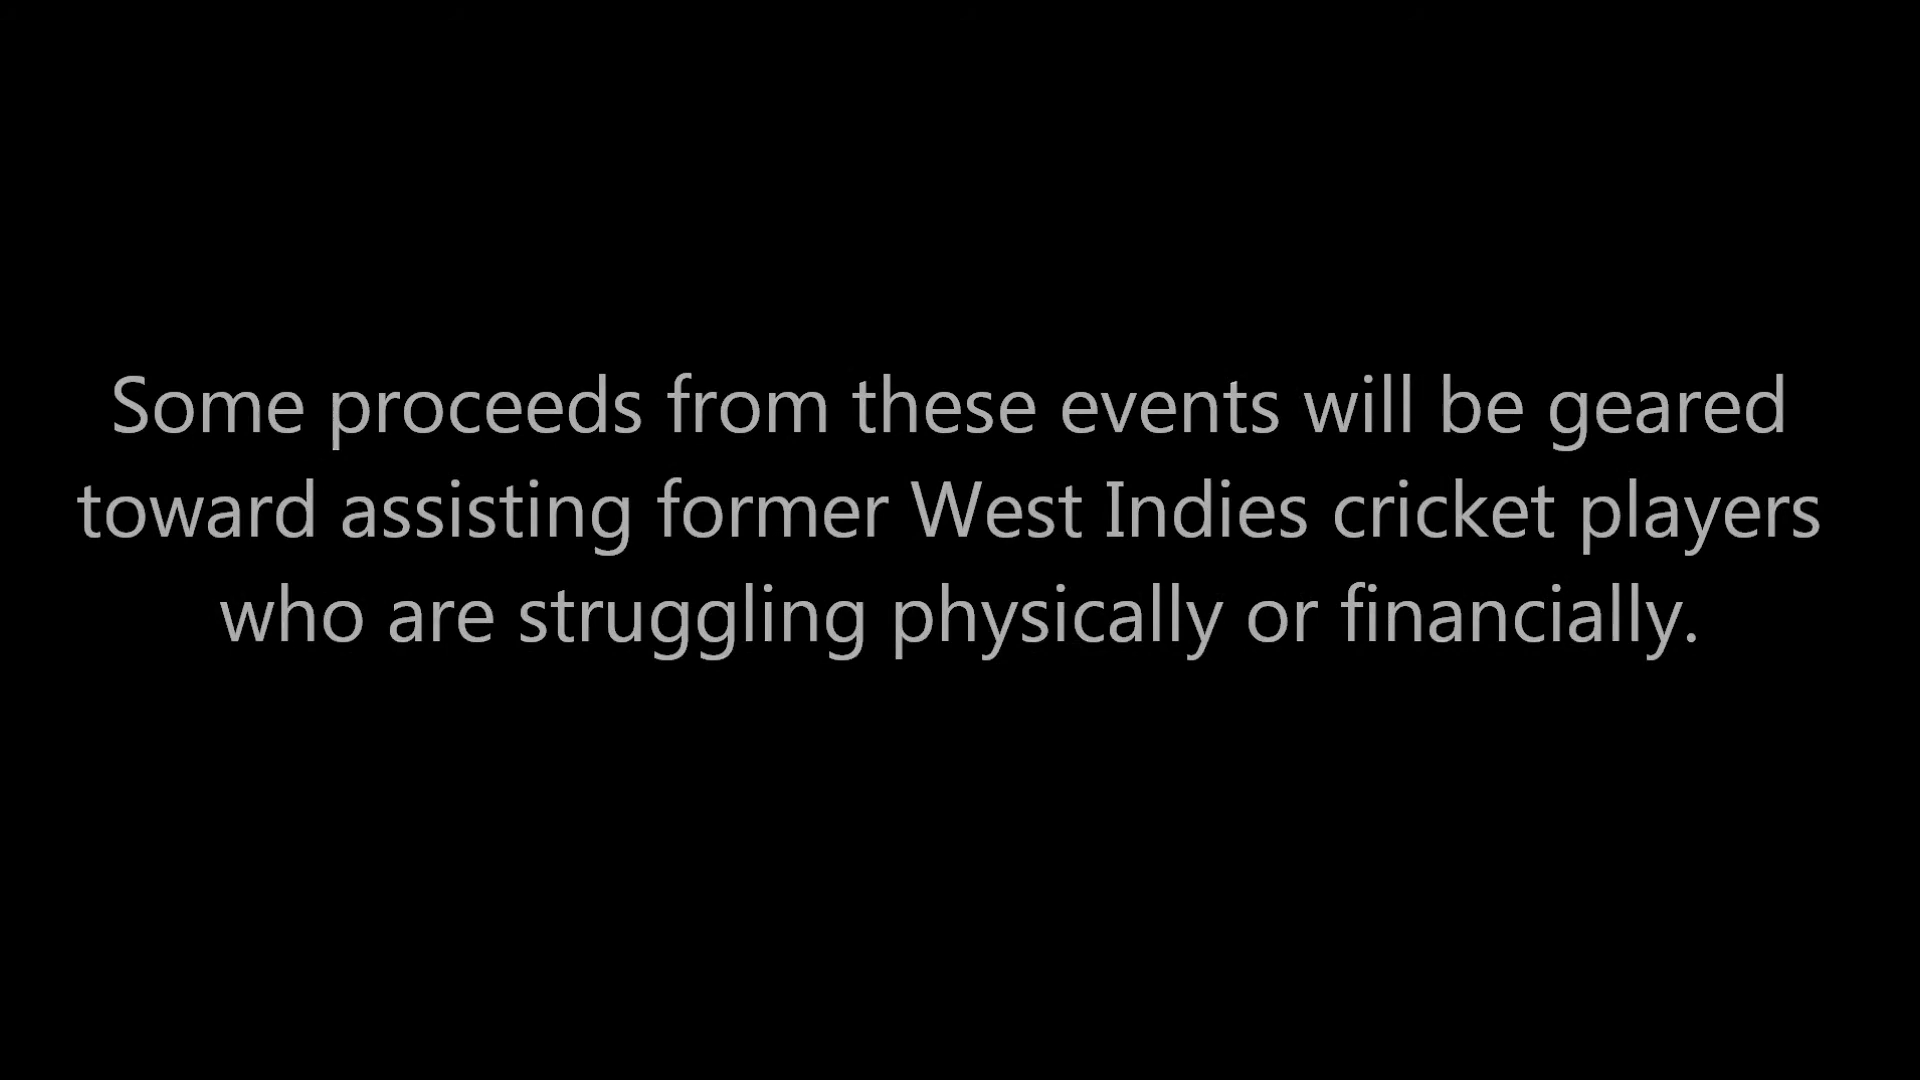 Some proceeds from these events will be geared
toward assisting former West Indies cricket players
who are struggling physically or financially.